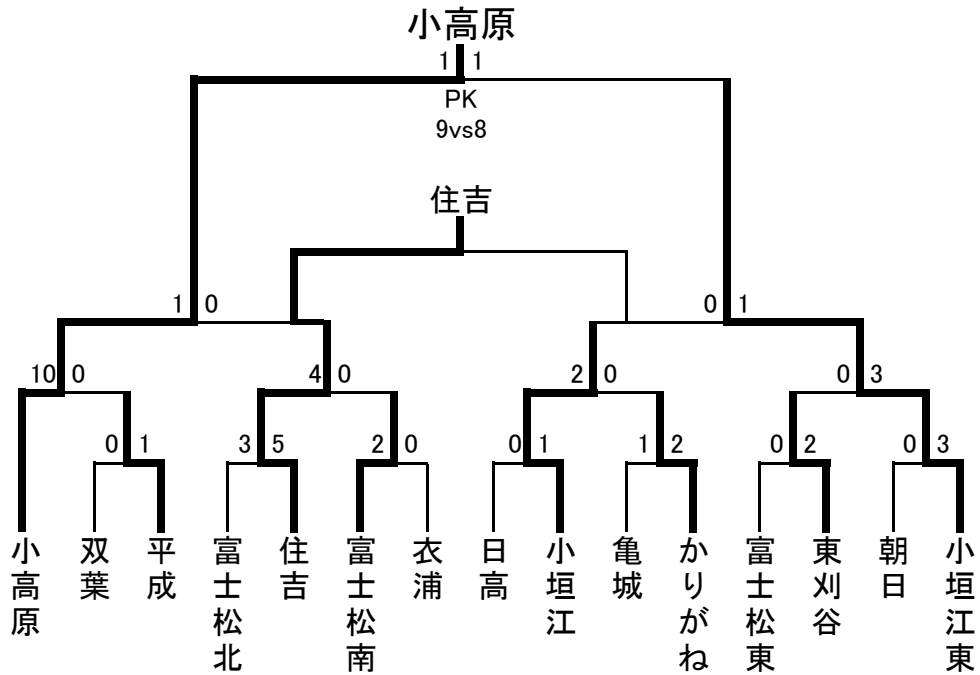 小高原
1 1
PK
9vs8
住吉
1 0 0 1
10 0 4 0 2 0 0 3
0 1 3 5 2 0 0 1 1 2 0 2 0 3
小高原
双葉
平成
富士松北
住吉
富士松南
衣浦
日高
小垣江
亀城
かりがね
富士松東
東刈谷
朝日
小垣江東